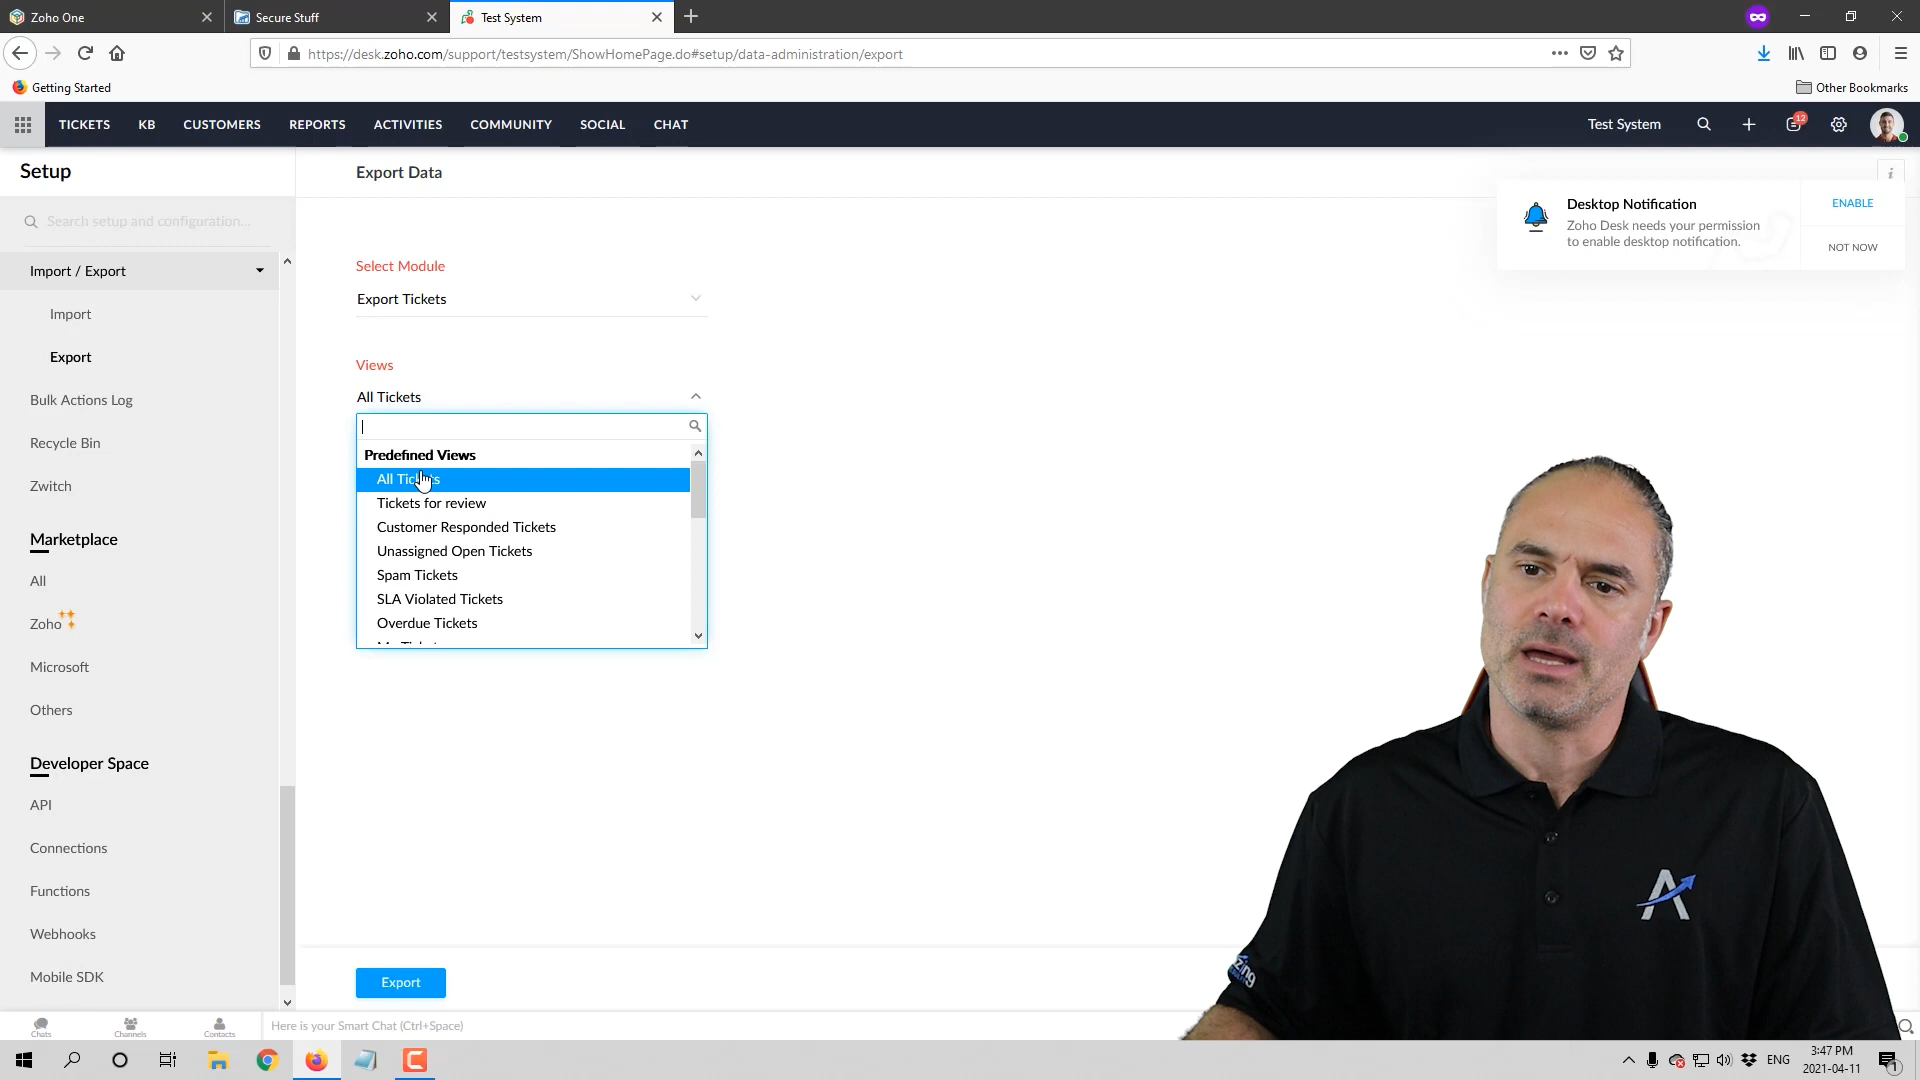 Zoho One
Secure Stuff
Test System
https://desk.zoho.com/support/testsystem/ShowHomePage.do#setup/data-administration/export
Getting Started
Other Bookmarks
TICKETS
KB
CUSTOMERS
REPORTS
ACTIVITIES
COMMUNITY
SOCIAL
CHAT
Test System
12
Setup
Export Data
i
Search setup and configuration...
Desktop Notification
Zoho Desk needs your permission
to enable desktop notification.
ENABLE
NOT NOW
Import / Export
Import
Export
Bulk Actions Log
Recycle Bin
Zwitch
Marketplace
All
Zoho
Microsoft
Others
Developer Space
API
Connections
Functions
Webhooks
Mobile SDK
Select Module
Export Tickets
Views
All Tickets
Predefined Views
All Tickets
Tickets for review
Customer Responded Tickets
Unassigned Open Tickets
Spam Tickets
SLA Violated Tickets
Overdue Tickets
Export
Chats
Channels
Contacts
Here is your Smart Chat (Ctrl+Space)
ENG
3:47 PM
2021-04-11
1